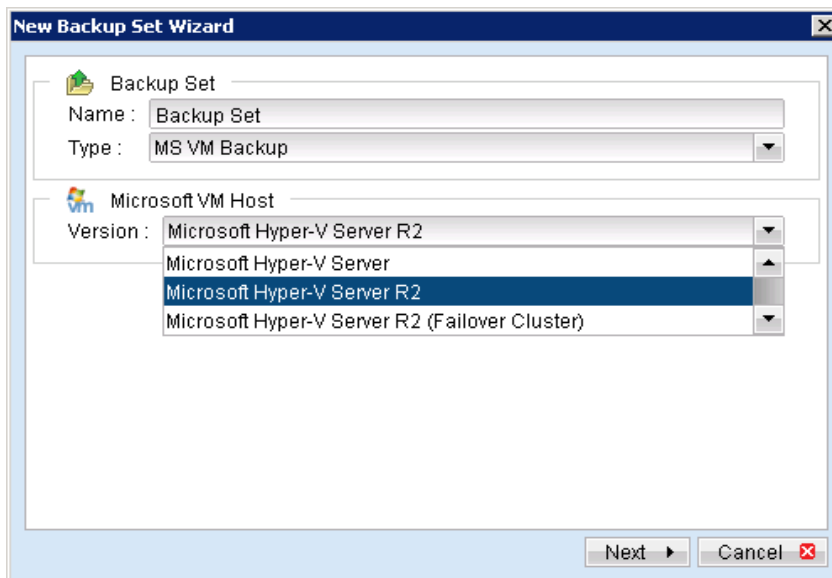 New Backup Set Wizard
Backup Set
Name : Backup Set
Type : MS VM Backup
vm Microsoft VM Host
Version : Microsoft Hyper-V Server R2
Microsoft Hyper-V Server
Microsoft Hyper-V Server R2
Microsoft Hyper-V Server R2 (Failover Cluster)
Next Cancel